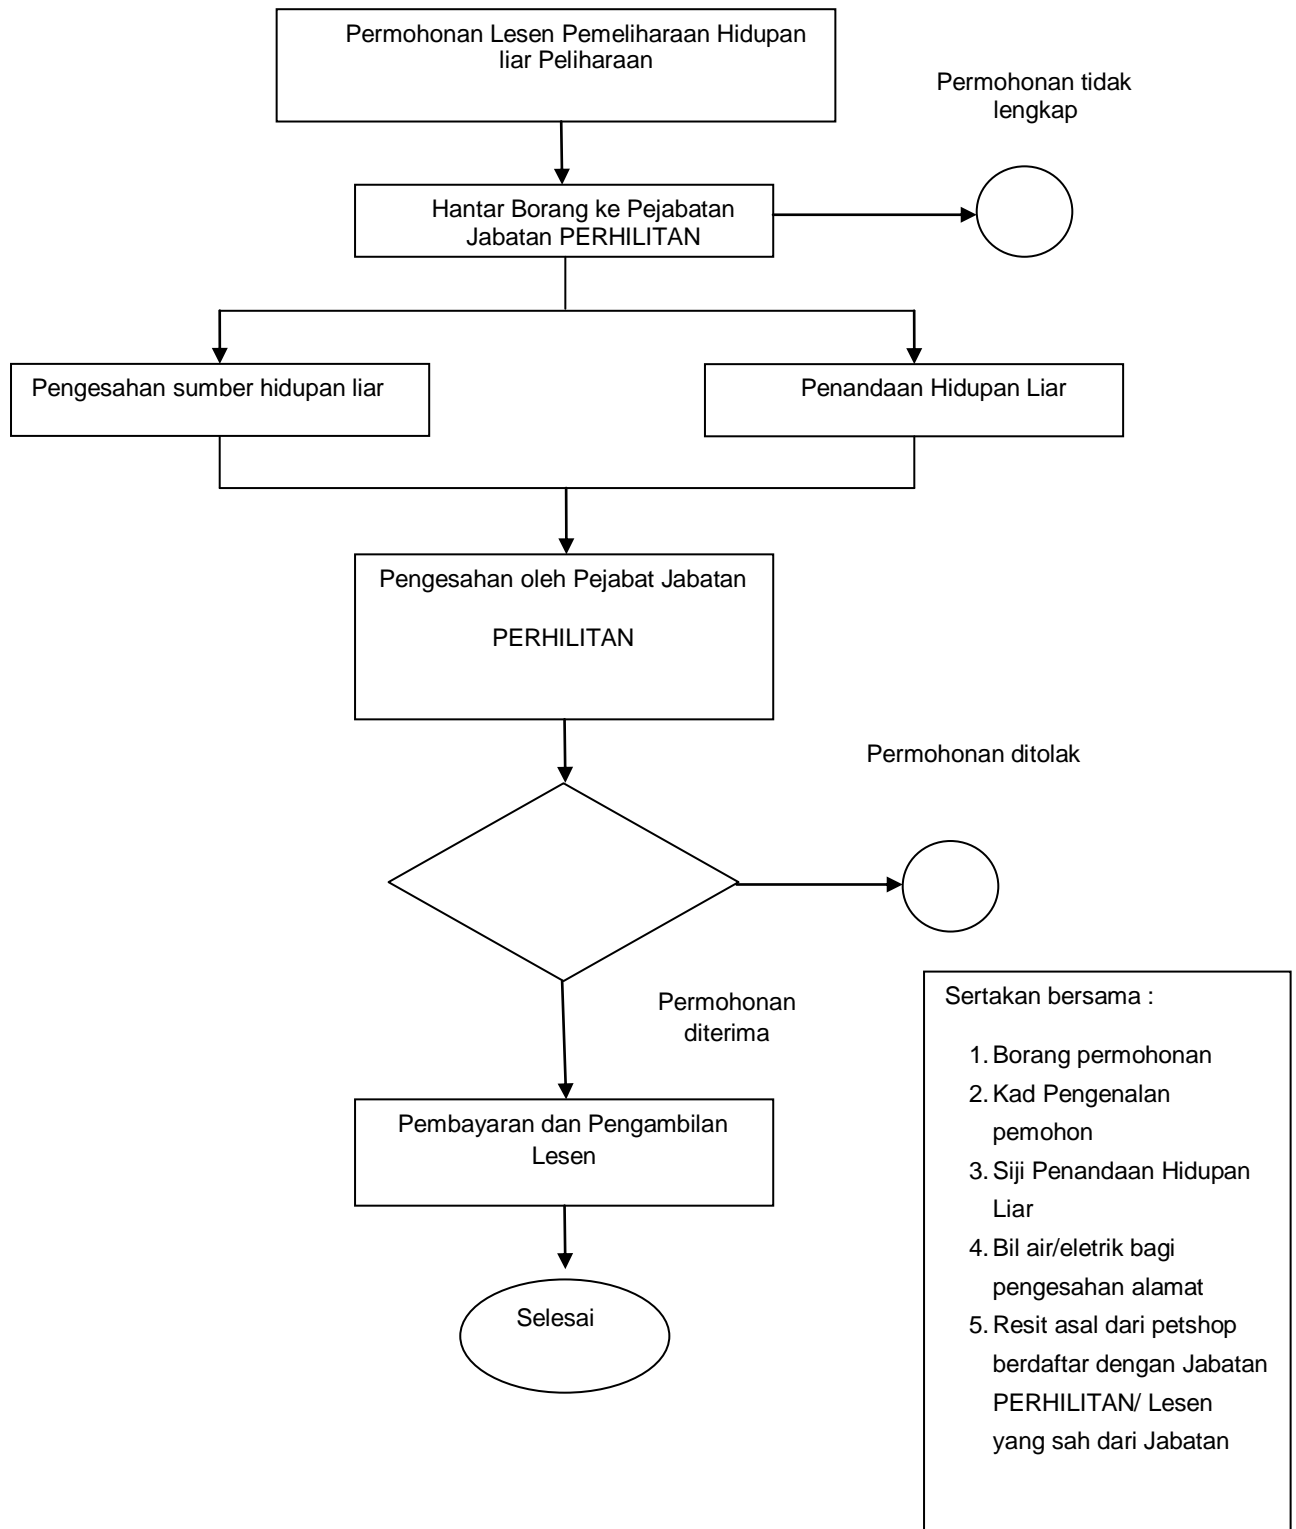 Permohonan Lesen Pemeliharaan Hidupan
liar Peliharaan
Permohonan tidak
lengkap
Hantar Borang ke Pejabatan
Jabatan PERHILITAN
Pengesahan sumber hidupan liar
Penandaan Hidupan Liar
Pengesahan oleh Pejabat Jabatan
PERHILITAN
Permohonan ditolak
Permohonan
diterima
Pembayaran dan Pengambilan
Lesen
Selesai
Sertakan bersama :
1. Borang permohonan
2. Kad Pengenalan
pemohon
3. Siji Penandaan Hidupan
Liar
4. Bil air/eletrik bagi
pengesahan alamat
5. Resit asal dari petshop
berdaftar dengan Jabatan
PERHILITAN/ Lesen
yang sah dari Jabatan